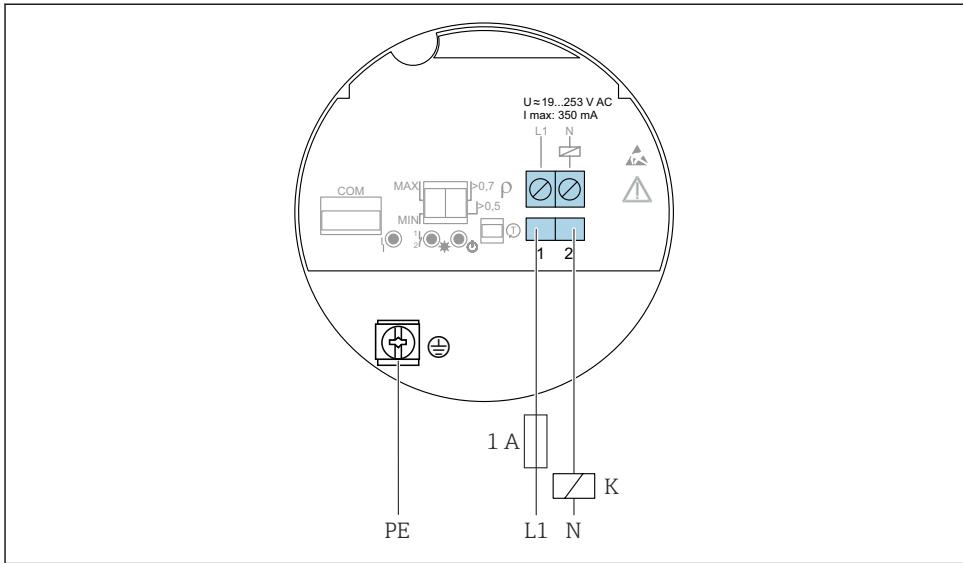 U ≈ 19...253 V AC
I max: 350 mA
L1 N
COM
MAX >0,7 ρ
>0,5
MIN
1
2
T
1 2
1 A
K
PE L1 N